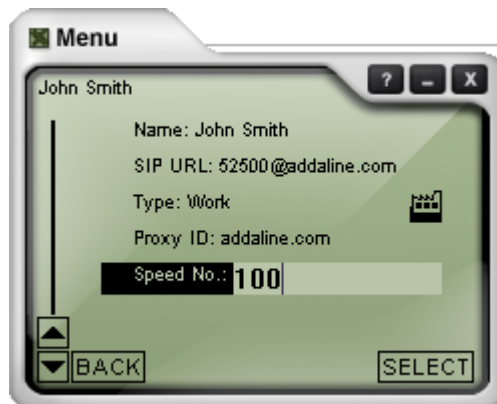 Menu
? – X
John Smith
Name: John Smith
SIP URL: 52500@addaline.com
Type: Work
Proxy ID: addaline.com
Speed No.: 100
BACK
SELECT